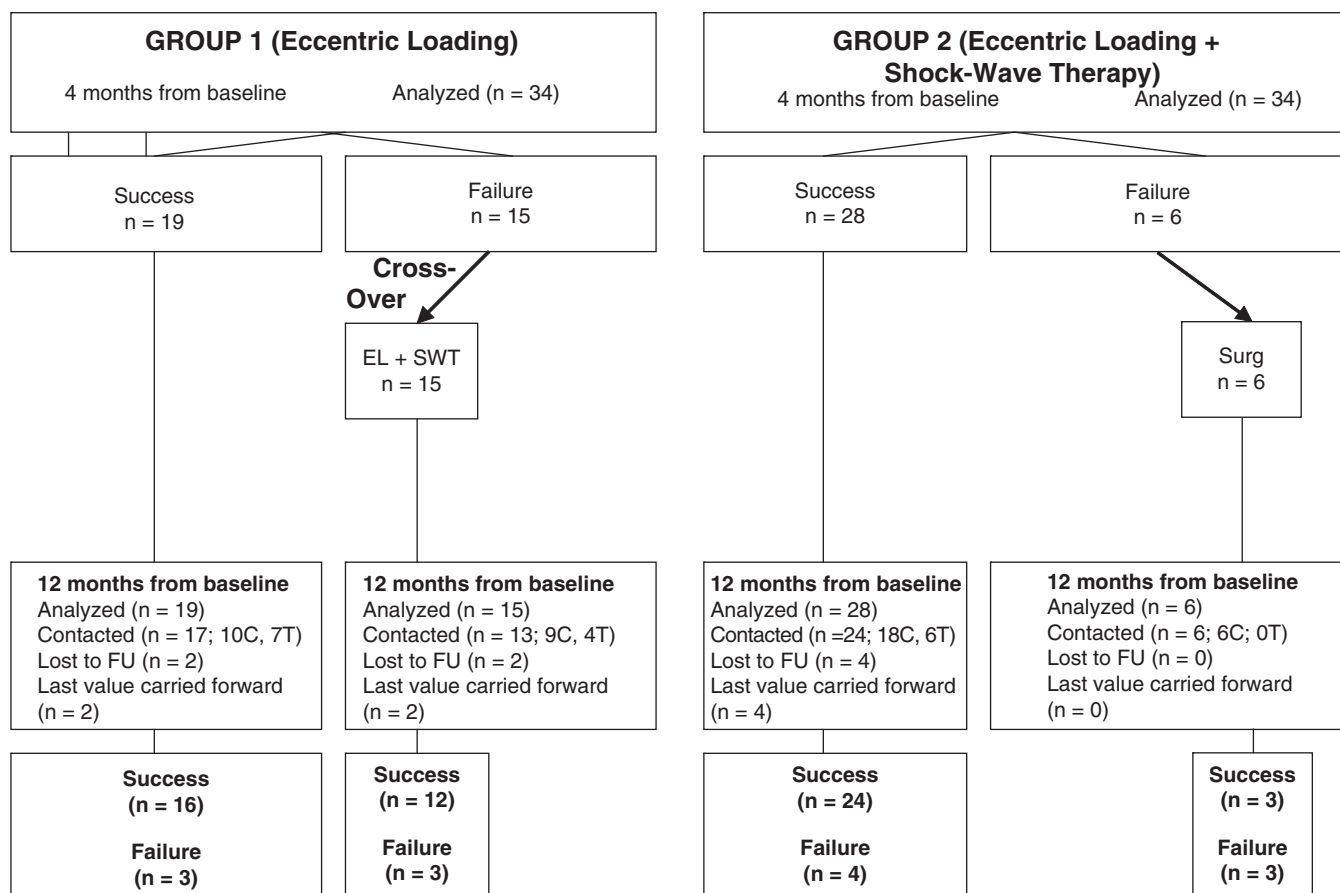 GROUP 1 (Eccentric Loading)
4 months from baseline Analyzed (n = 34)
Success
n = 19
Failure
n = 15
Cross-
Over
EL + SWT
n = 15
12 months from baseline
Analyzed (n = 19)
Contacted (n = 17; 10C, 7T)
Lost to FU (n = 2)
Last value carried forward
(n = 2)
12 months from baseline
Analyzed (n = 15)
Contacted (n = 13; 9C, 4T)
Lost to FU (n = 2)
Last value carried forward
(n = 2)
Success
(n = 16)
Failure
(n = 3)
Success
(n = 12)
Failure
(n = 3)
GROUP 2 (Eccentric Loading +
Shock-Wave Therapy)
4 months from baseline Analyzed (n = 34)
Success
n = 28
Failure
n = 6
Surg
n = 6
12 months from baseline
Analyzed (n = 28)
Contacted (n =24; 18C, 6T)
Lost to FU (n = 4)
Last value carried forward
(n = 4)
12 months from baseline
Analyzed (n = 6)
Contacted (n = 6; 6C; 0T)
Lost to FU (n = 0)
Last value carried forward
(n = 0)
Success
(n = 24)
Failure
(n = 4)
Success
(n = 3)
Failure
(n = 3)